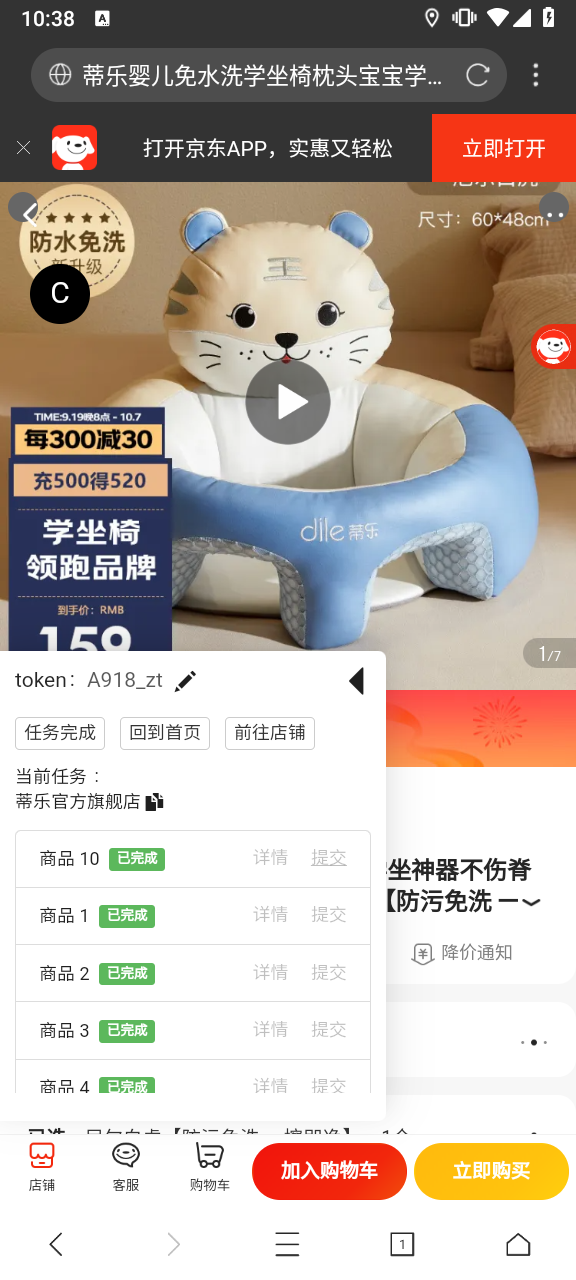 10:38
A
蒂乐婴儿免水洗学坐椅枕头宝宝学...
打开京东APP，实惠又轻松
立即打开
尺寸：60*48cm
防水免洗
新升级
C
王
TIME:9.19晚8点 - 10.7
每300减30
充500得520
学坐椅
领跑品牌
到手价：RMB
159
dile蒂乐
1/7
token：A918_zt
任务完成
回到首页
前往店铺
当前任务：
蒂乐官方旗舰店
商品 10 已完成 详情 提交
商品 1 已完成 详情 提交
商品 2 已完成 详情 提交
商品 3 已完成 详情 提交
商品 4 已完成 详情 提交
坐神器不伤脊
【防污免洗 一
降价通知
店铺
客服
购物车
加入购物车
立即购买
1